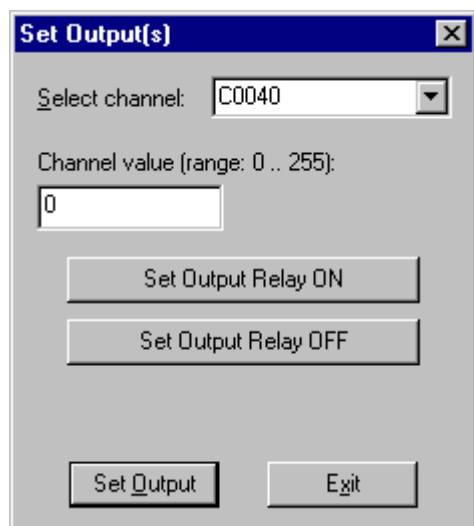 Set Output(s)
Select channel: C0040
Channel value (range: 0 .. 255):
0
Set Output Relay ON
Set Output Relay OFF
Set Output Exit